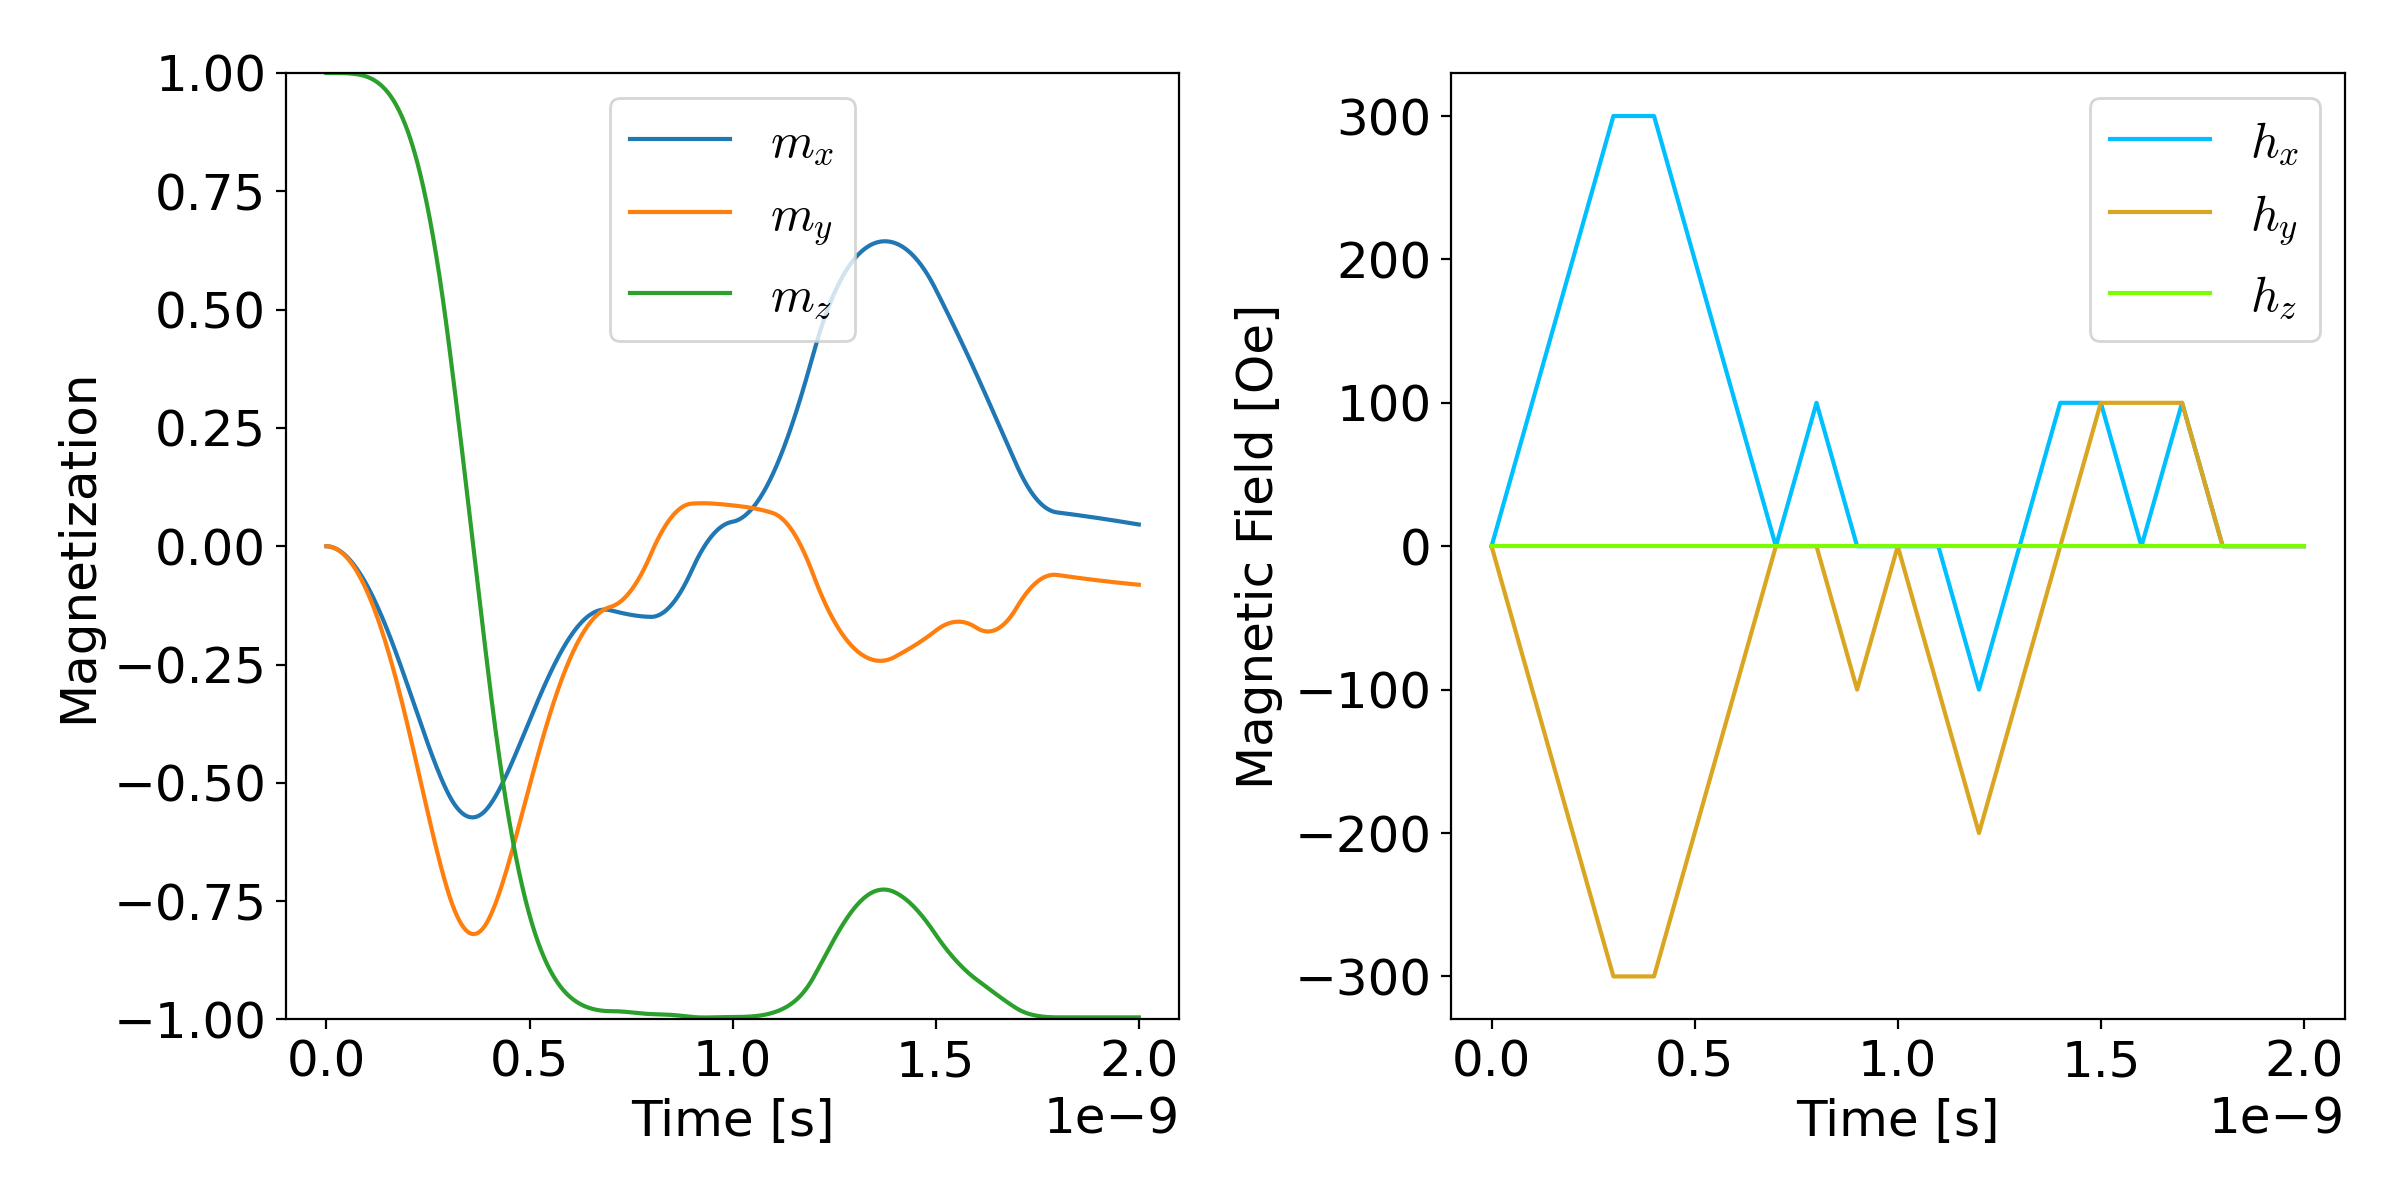 1.00
0.75
0.50
0.25
0.00
−0.25
−0.50
−0.75
−1.00
Magnetization
0.0 0.5 1.0 1.5 2.0
Time [s]
1e−9
m_x
m_y
m_z
300
200
100
0
−100
−200
−300
Magnetic Field [Oe]
0.0 0.5 1.0 1.5 2.0
Time [s]
1e−9
h_x
h_y
h_z